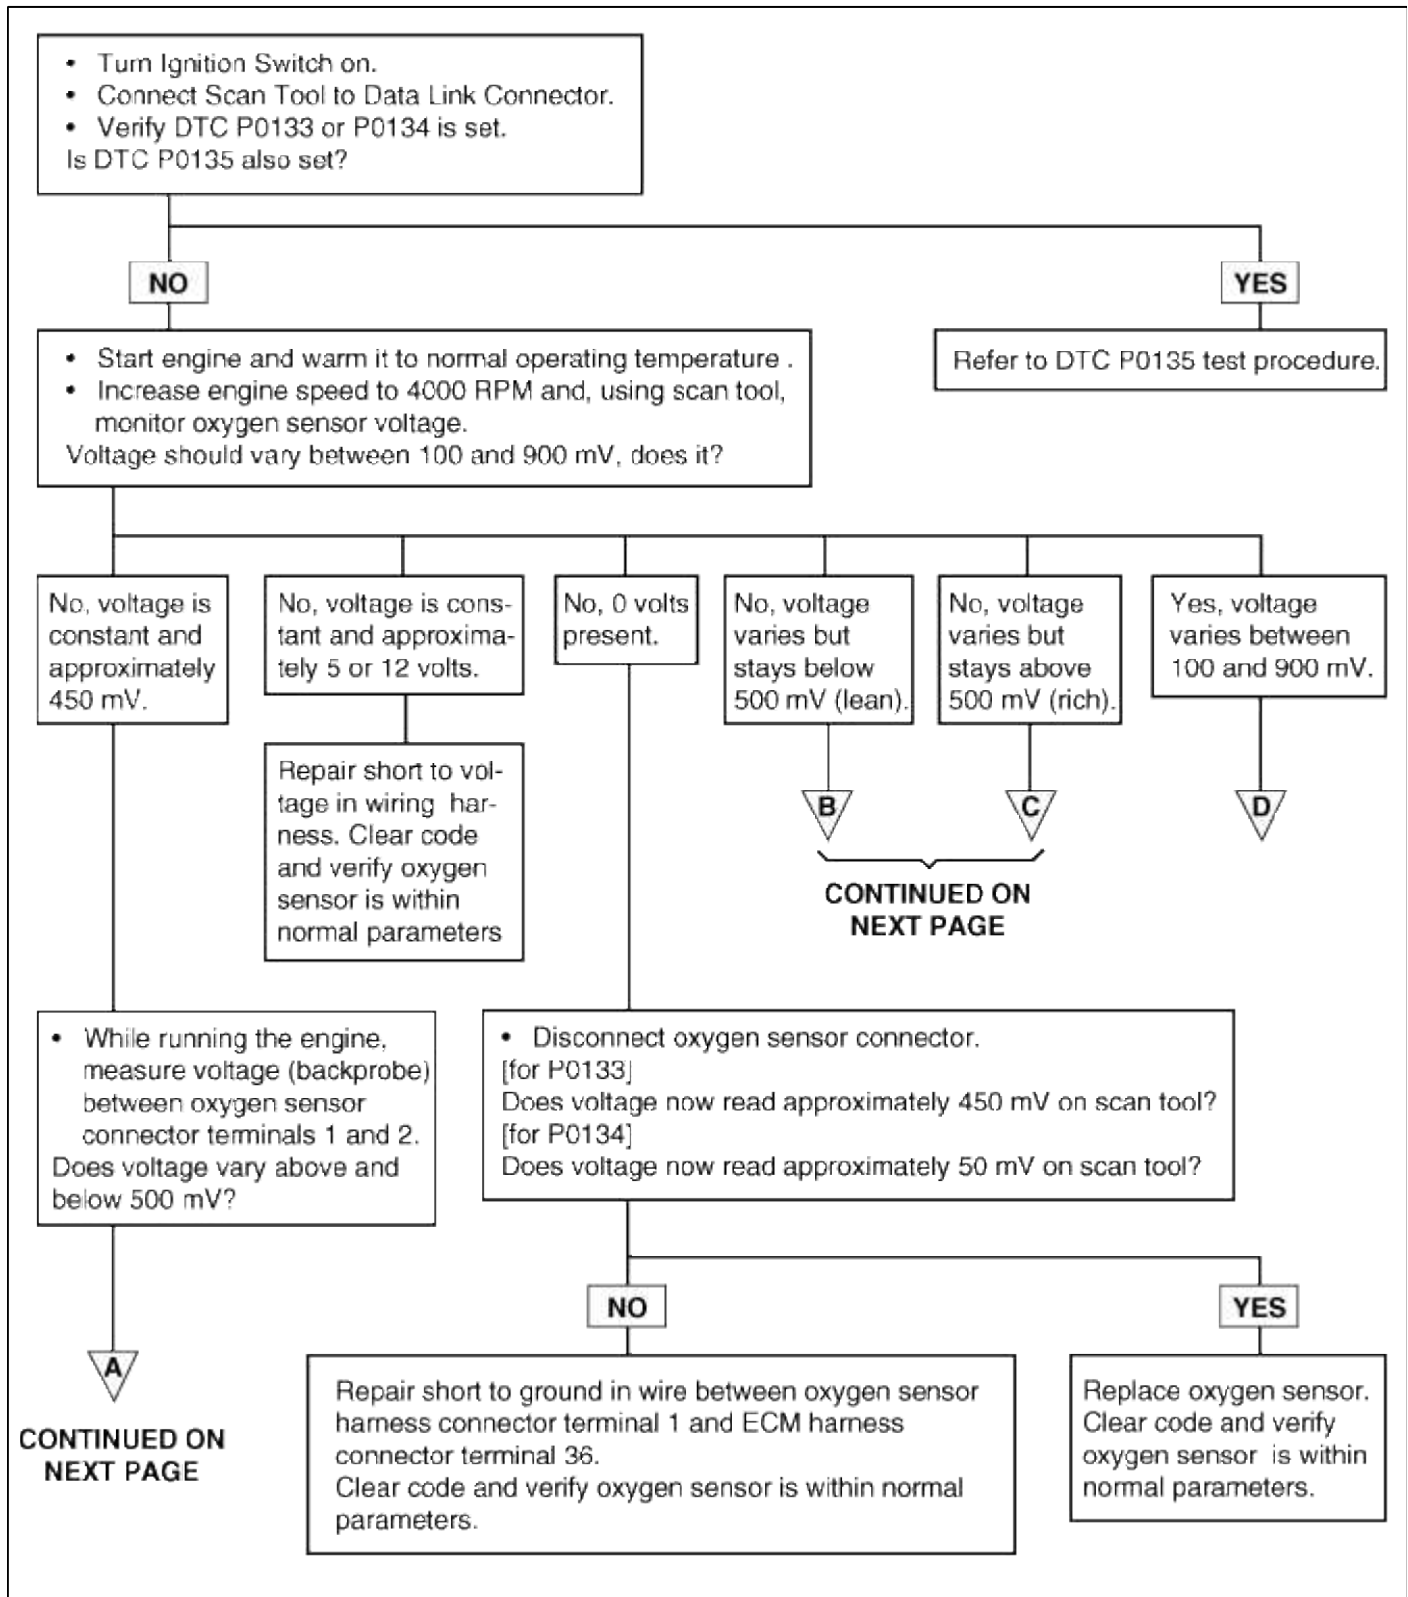 • Turn Ignition Switch on.
• Connect Scan Tool to Data Link Connector.
• Verify DTC P0133 or P0134 is set.
Is DTC P0135 also set?
NO
YES
• Start engine and warm it to normal operating temperature .
• Increase engine speed to 4000 RPM and, using scan tool,
monitor oxygen sensor voltage.
Voltage should vary between 100 and 900 mV, does it?
Refer to DTC P0135 test procedure.
No, voltage is
constant and
approximately
450 mV.
No, voltage is cons-
tant and approxima-
tely 5 or 12 volts.
No, 0 volts
present.
No, voltage
varies but
stays below
500 mV (lean).
No, voltage
varies but
stays above
500 mV (rich).
Yes, voltage
varies between
100 and 900 mV.
Repair short to vol-
tage in wiring har-
ness. Clear code
and verify oxygen
sensor is within
normal parameters
B
C
D
CONTINUED ON
NEXT PAGE
• While running the engine,
measure voltage (backprobe)
between oxygen sensor
connector terminals 1 and 2.
Does voltage vary above and
below 500 mV?
• Disconnect oxygen sensor connector.
[for P0133]
Does voltage now read approximately 450 mV on scan tool?
[for P0134]
Does voltage now read approximately 50 mV on scan tool?
NO
YES
A
CONTINUED ON
NEXT PAGE
Repair short to ground in wire between oxygen sensor
harness connector terminal 1 and ECM harness
connector terminal 36.
Clear code and verify oxygen sensor is within normal
parameters.
Replace oxygen sensor.
Clear code and verify
oxygen sensor is within
normal parameters.